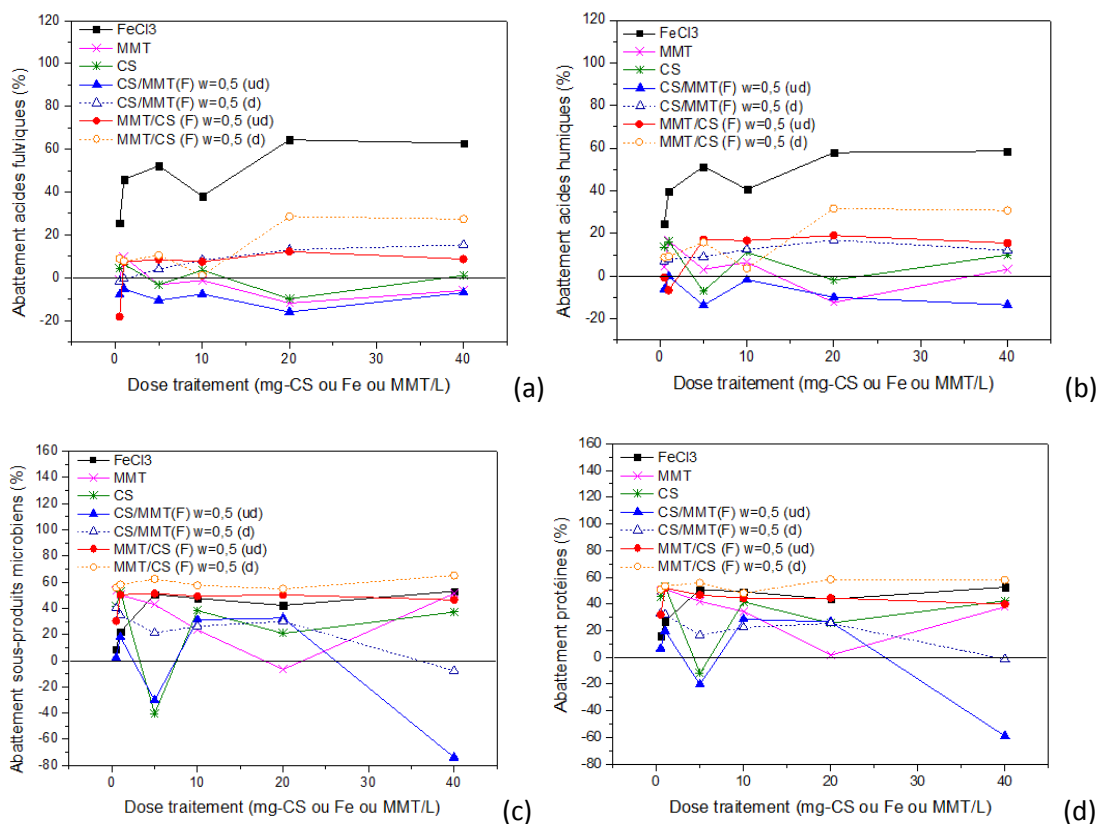 Abattement acides fulviques (%)
120
100
80
60
40
20
0
-20
FeCl3
MMT
CS
CS/MMT(F) w=0,5 (ud)
CS/MMT(F) w=0,5 (d)
MMT/CS (F) w=0,5 (ud)
MMT/CS (F) w=0,5 (d)
0 10 20 30 40
Dose traitement (mg-CS ou Fe ou MMT/L)
(a)
Abattement acides humiques (%)
120
100
80
60
40
20
0
-20
FeCl3
MMT
CS
CS/MMT(F) w=0,5 (ud)
CS/MMT(F) w=0,5 (d)
MMT/CS (F) w=0,5 (ud)
MMT/CS (F) w=0,5 (d)
0 10 20 30 40
Dose traitement (mg-CS ou Fe ou MMT/L)
(b)
Abattement sous-produits microbiens (%)
160
140
120
100
80
60
40
20
0
-20
-40
-60
-80
FeCl3
MMT
CS
CS/MMT(F) w=0,5 (ud)
CS/MMT(F) w=0,5 (d)
MMT/CS (F) w=0,5 (ud)
MMT/CS (F) w=0,5 (d)
0 10 20 30 40
Dose traitement (mg-CS ou Fe ou MMT/L)
(c)
Abattement protéines (%)
160
140
120
100
80
60
40
20
0
-20
-40
-60
-80
FeCl3
MMT
CS
CS/MMT(F) w=0,5 (ud)
CS/MMT(F) w=0,5 (d)
MMT/CS (F) w=0,5 (ud)
MMT/CS (F) w=0,5 (d)
0 10 20 30 40
Dose traitement (mg-CS ou Fe ou MMT/L)
(d)